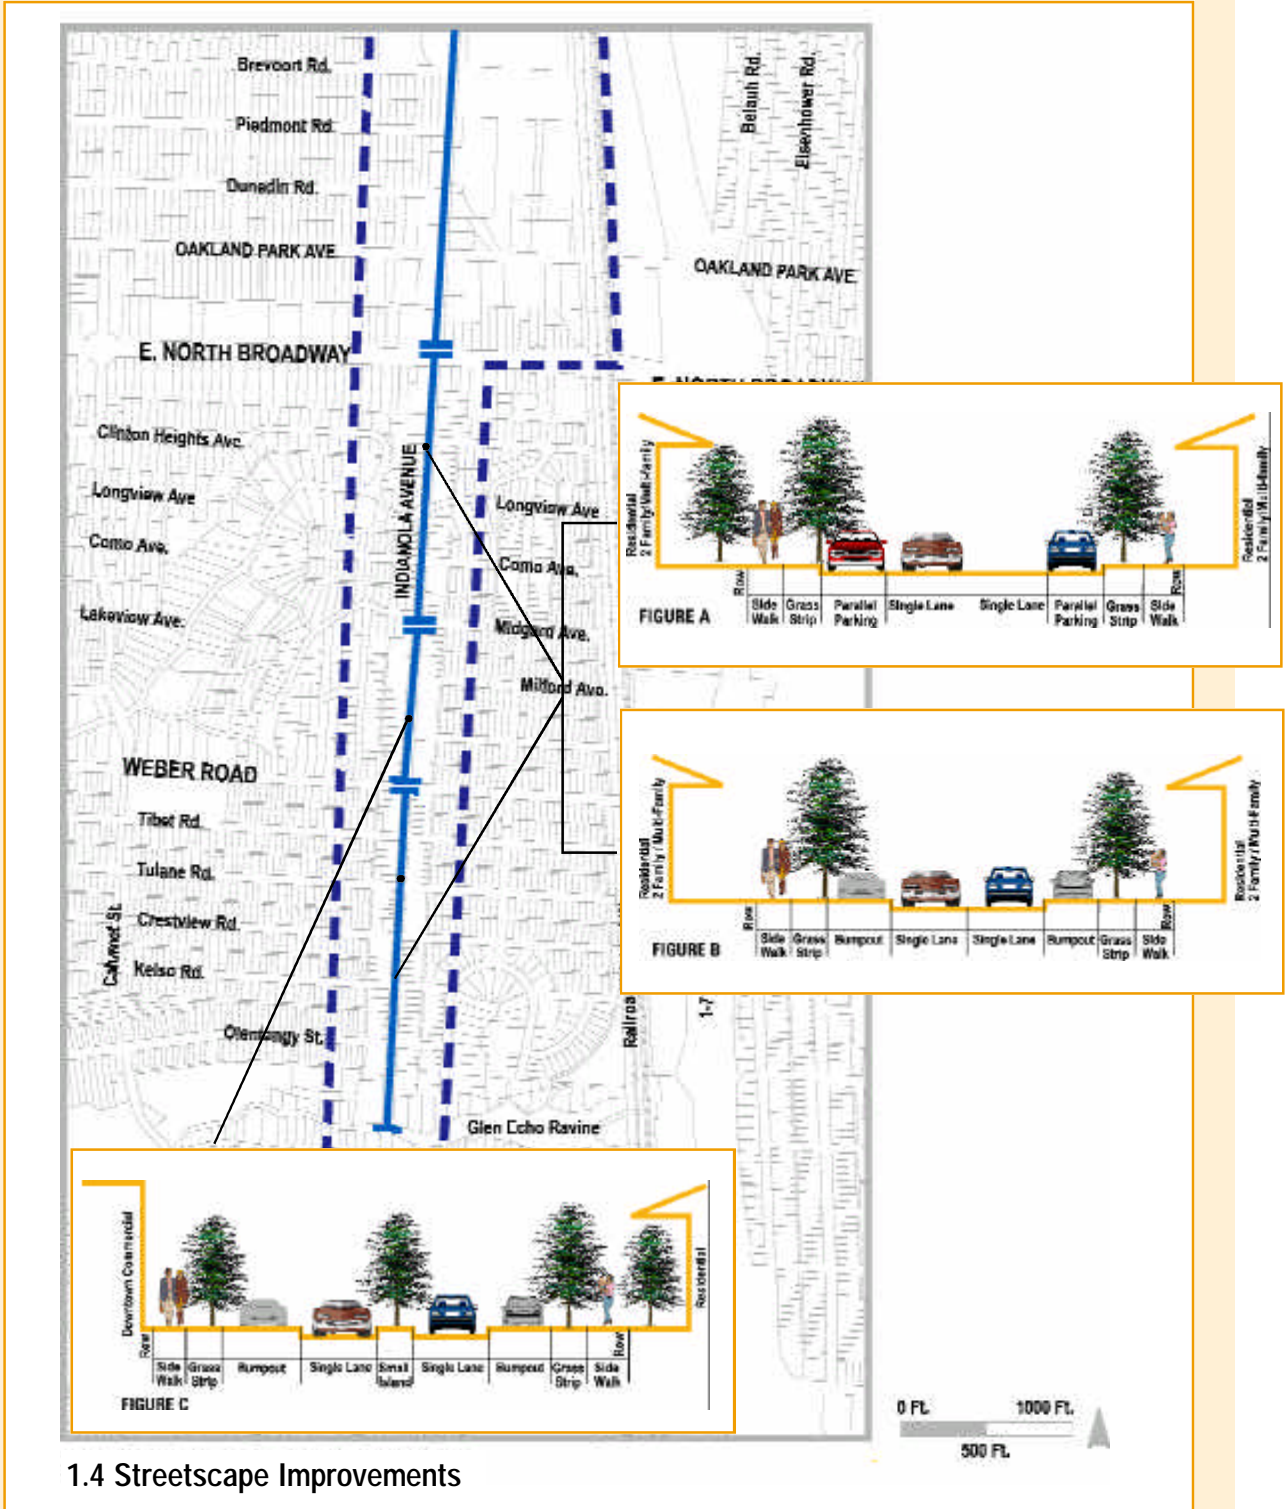 Brevoort Rd.
Piedmont Rd.
Dunedin Rd.
OAKLAND PARK AVE.
Belauh Rd.
Eisenhower Rd.
OAKLAND PARK AVE.
E. NORTH BROADWAY
E. NORTH BROADWAY
Clinton Heights Ave.
Longview Ave
Como Ave.
Lakeview Ave.
INDIANOLA AVENUE
Longview Ave
Como Ave.
Midgard Ave.
Milford Ave.
WEBER ROAD
Tibet Rd.
Tulane Rd.
Crestview Rd.
Kelso Rd.
Calumet St.
Olentangy St.
Glen Echo Ravine
Railroa
1-7
Residential
2 Family/Multi-Family
Row
Side
Walk
Grass
Strip
Parallel
Parking
Single Lane
Single Lane
Parallel
Parking
Grass
Strip
Side
Walk
Row
Residential
2 Family/Multi-Family
FIGURE A
Residential
2 Family / Multi-Family
Row
Side
Walk
Grass
Strip
Bumpout
Single Lane
Single Lane
Bumpout
Grass
Strip
Side
Walk
Row
Residential
2 Family / Multi-Family
FIGURE B
Downtown Commercial
Row
Side
Walk
Grass
Strip
Bumpout
Single Lane
Small
Island
Single Lane
Bumpout
Grass
Strip
Side
Walk
Row
Residential
FIGURE C
0 Ft.
1000 Ft.
500 Ft.
1.4 Streetscape Improvements